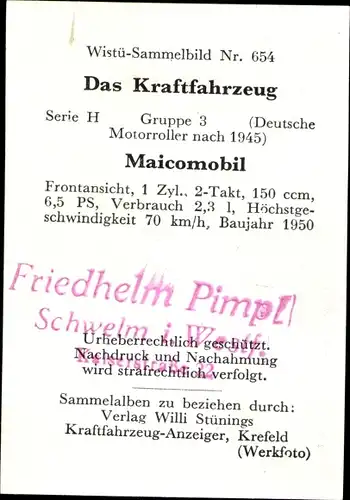 Wistü-Sammelbild Nr. 654
Das Kraftfahrzeug
Serie H Gruppe 3 (Deutsche
Motorroller nach 1945)
Maicomobil
Frontansicht, 1 Zyl., 2-Takt, 150 ccm,
6,5 PS, Verbrauch 2,3 l, Höchstge-
schwindigkeit 70 km/h, Baujahr 1950
Friedhelm Pimpl
Schwelm i. Westf.
Urheberrechtlich geschützt.
Nachdruck und Nachahmung
Kaiserstraße 22
wird strafrechtlich verfolgt.
Sammelalben zu beziehen durch:
Verlag Willi Stünings
Kraftfahrzeug-Anzeiger, Krefeld
(Werkfoto)